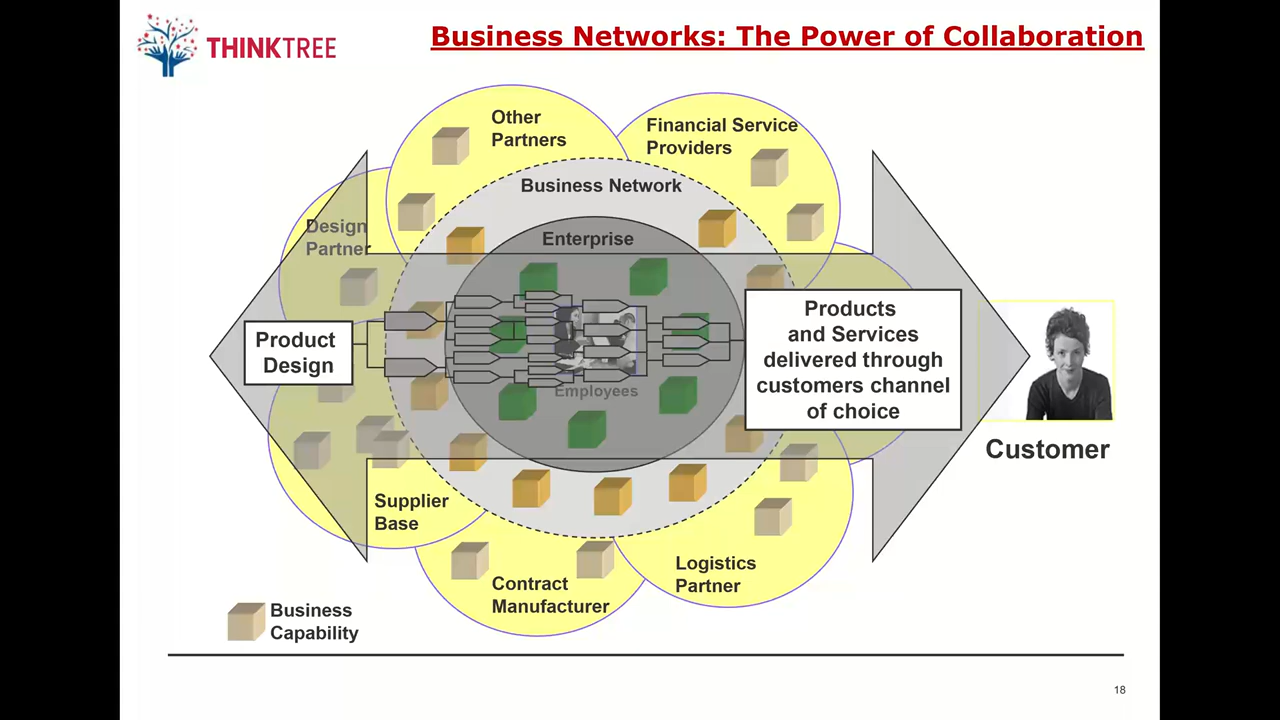 THINKTREE
Business Networks: The Power of Collaboration
Other
Partners
Financial Service
Providers
Business Network
Design
Partner
Enterprise
Product
Design
Products
and Services
delivered through
customers channel
of choice
Employees
Customer
Supplier
Base
Contract
Manufacturer
Logistics
Partner
Business
Capability
18